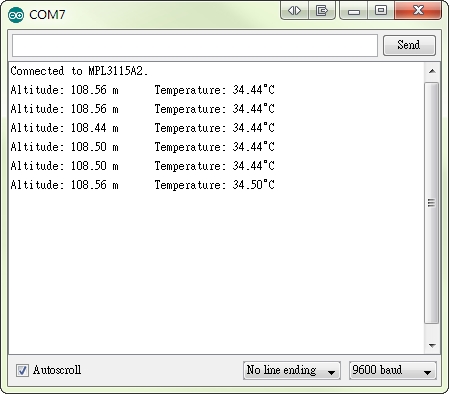 COM7
Send
Connected to MPL3115A2.
Altitude: 108.56 m Temperature: 34.44°C
Altitude: 108.56 m Temperature: 34.44°C
Altitude: 108.44 m Temperature: 34.44°C
Altitude: 108.50 m Temperature: 34.44°C
Altitude: 108.50 m Temperature: 34.44°C
Altitude: 108.56 m Temperature: 34.50°C
Autoscroll No line ending 9600 baud